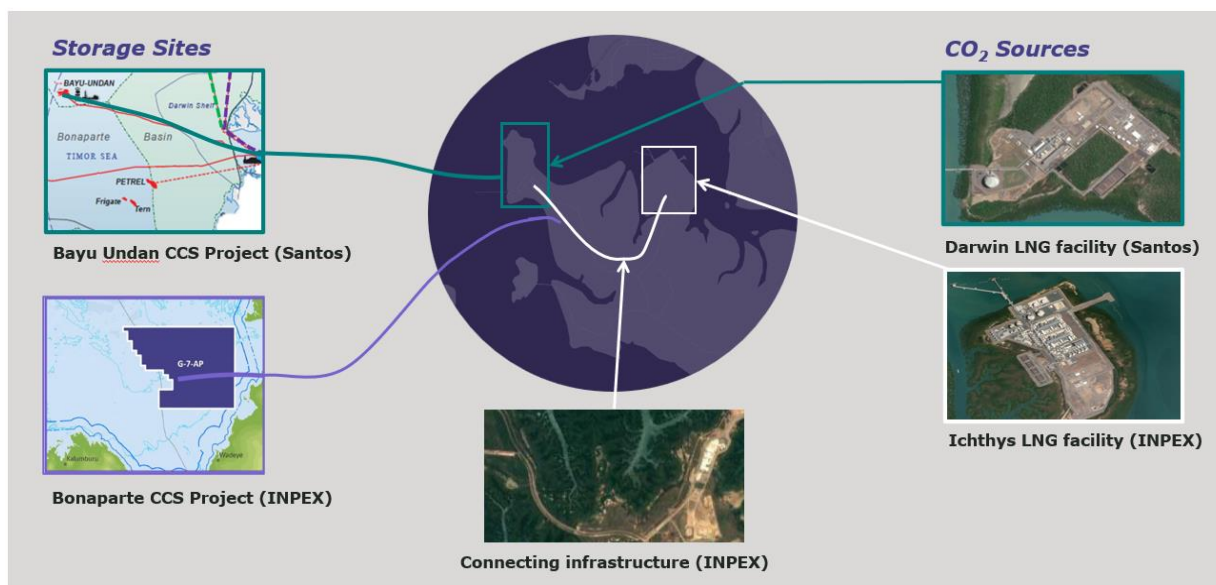 Storage Sites
CO₂ Sources
BAYU-UNDAN
Darwin Shelf
Bonaparte Basin
TIMOR SEA
PETREL
Frigate
Tern
Bayu Undan CCS Project (Santos)
Darwin LNG facility (Santos)
G-7-AP
Kalumburu
Wadeye
Bonaparte CCS Project (INPEX)
Ichthys LNG facility (INPEX)
Connecting infrastructure (INPEX)